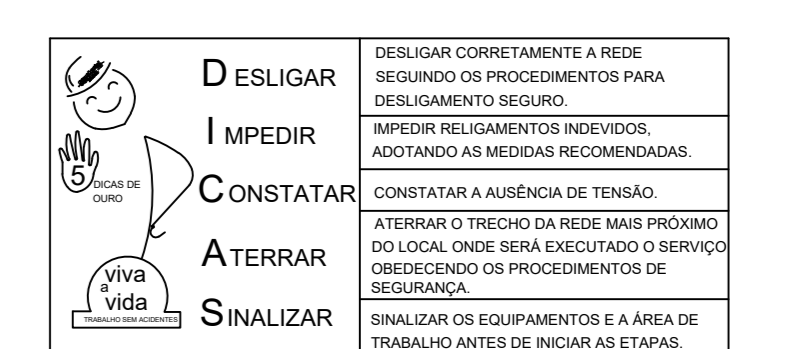 DESLIGAR
DESLIGAR CORRETAMENTE A REDE
SEGUINDO OS PROCEDIMENTOS PARA
DESLIGAMENTO SEGURO.
IMPEDIR
IMPEDIR RELIGAMENTOS INDEVIDOS,
ADOTANDO AS MEDIDAS RECOMENDADAS.
5
DICAS DE
OURO
CONSTATAR
CONSTATAR A AUSÊNCIA DE TENSÃO.
ATERRAR
ATERRAR O TRECHO DA REDE MAIS PRÓXIMO
DO LOCAL ONDE SERÁ EXECUTADO O SERVIÇO
OBEDECENDO OS PROCEDIMENTOS DE
SEGURANÇA.
viva
a
vida
TRABALHO SEM ACIDENTES
SINALIZAR
SINALIZAR OS EQUIPAMENTOS E A ÁREA DE
TRABALHO ANTES DE INICIAR AS ETAPAS.